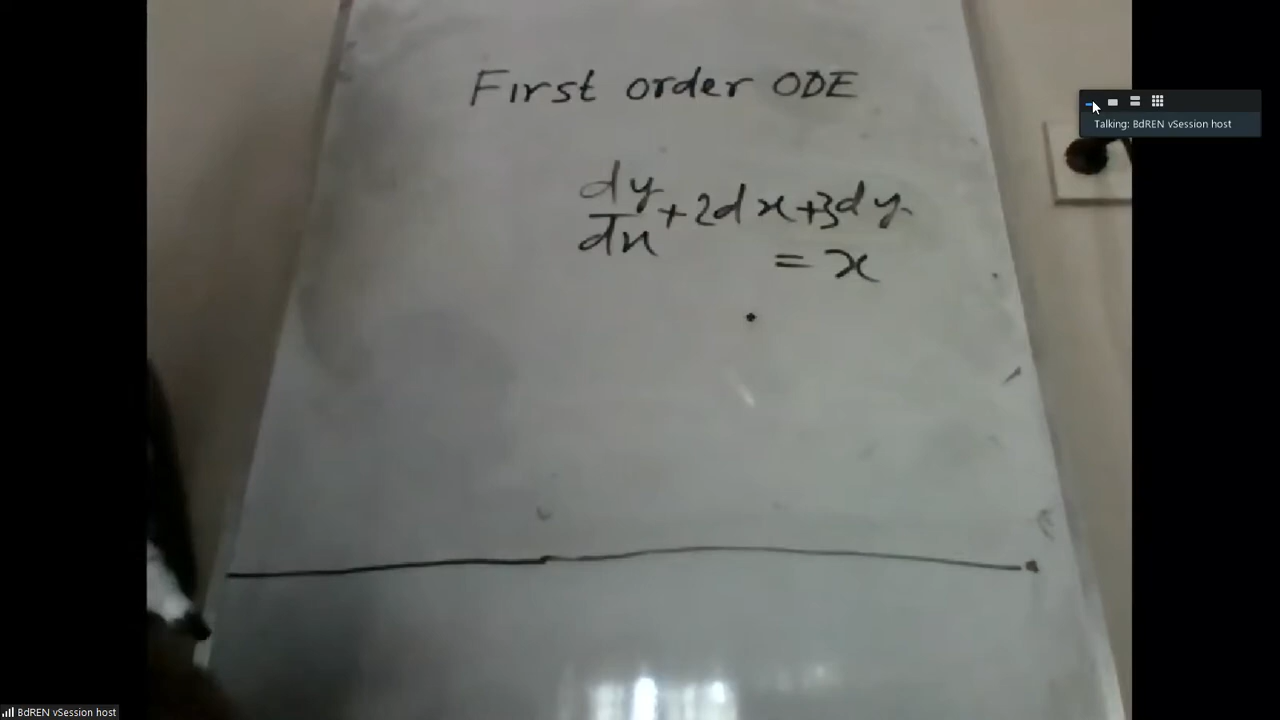 First order ODE
dy/dx + 2dx + 3dy
= x
Talking: BdREN vSession host
BdREN vSession host